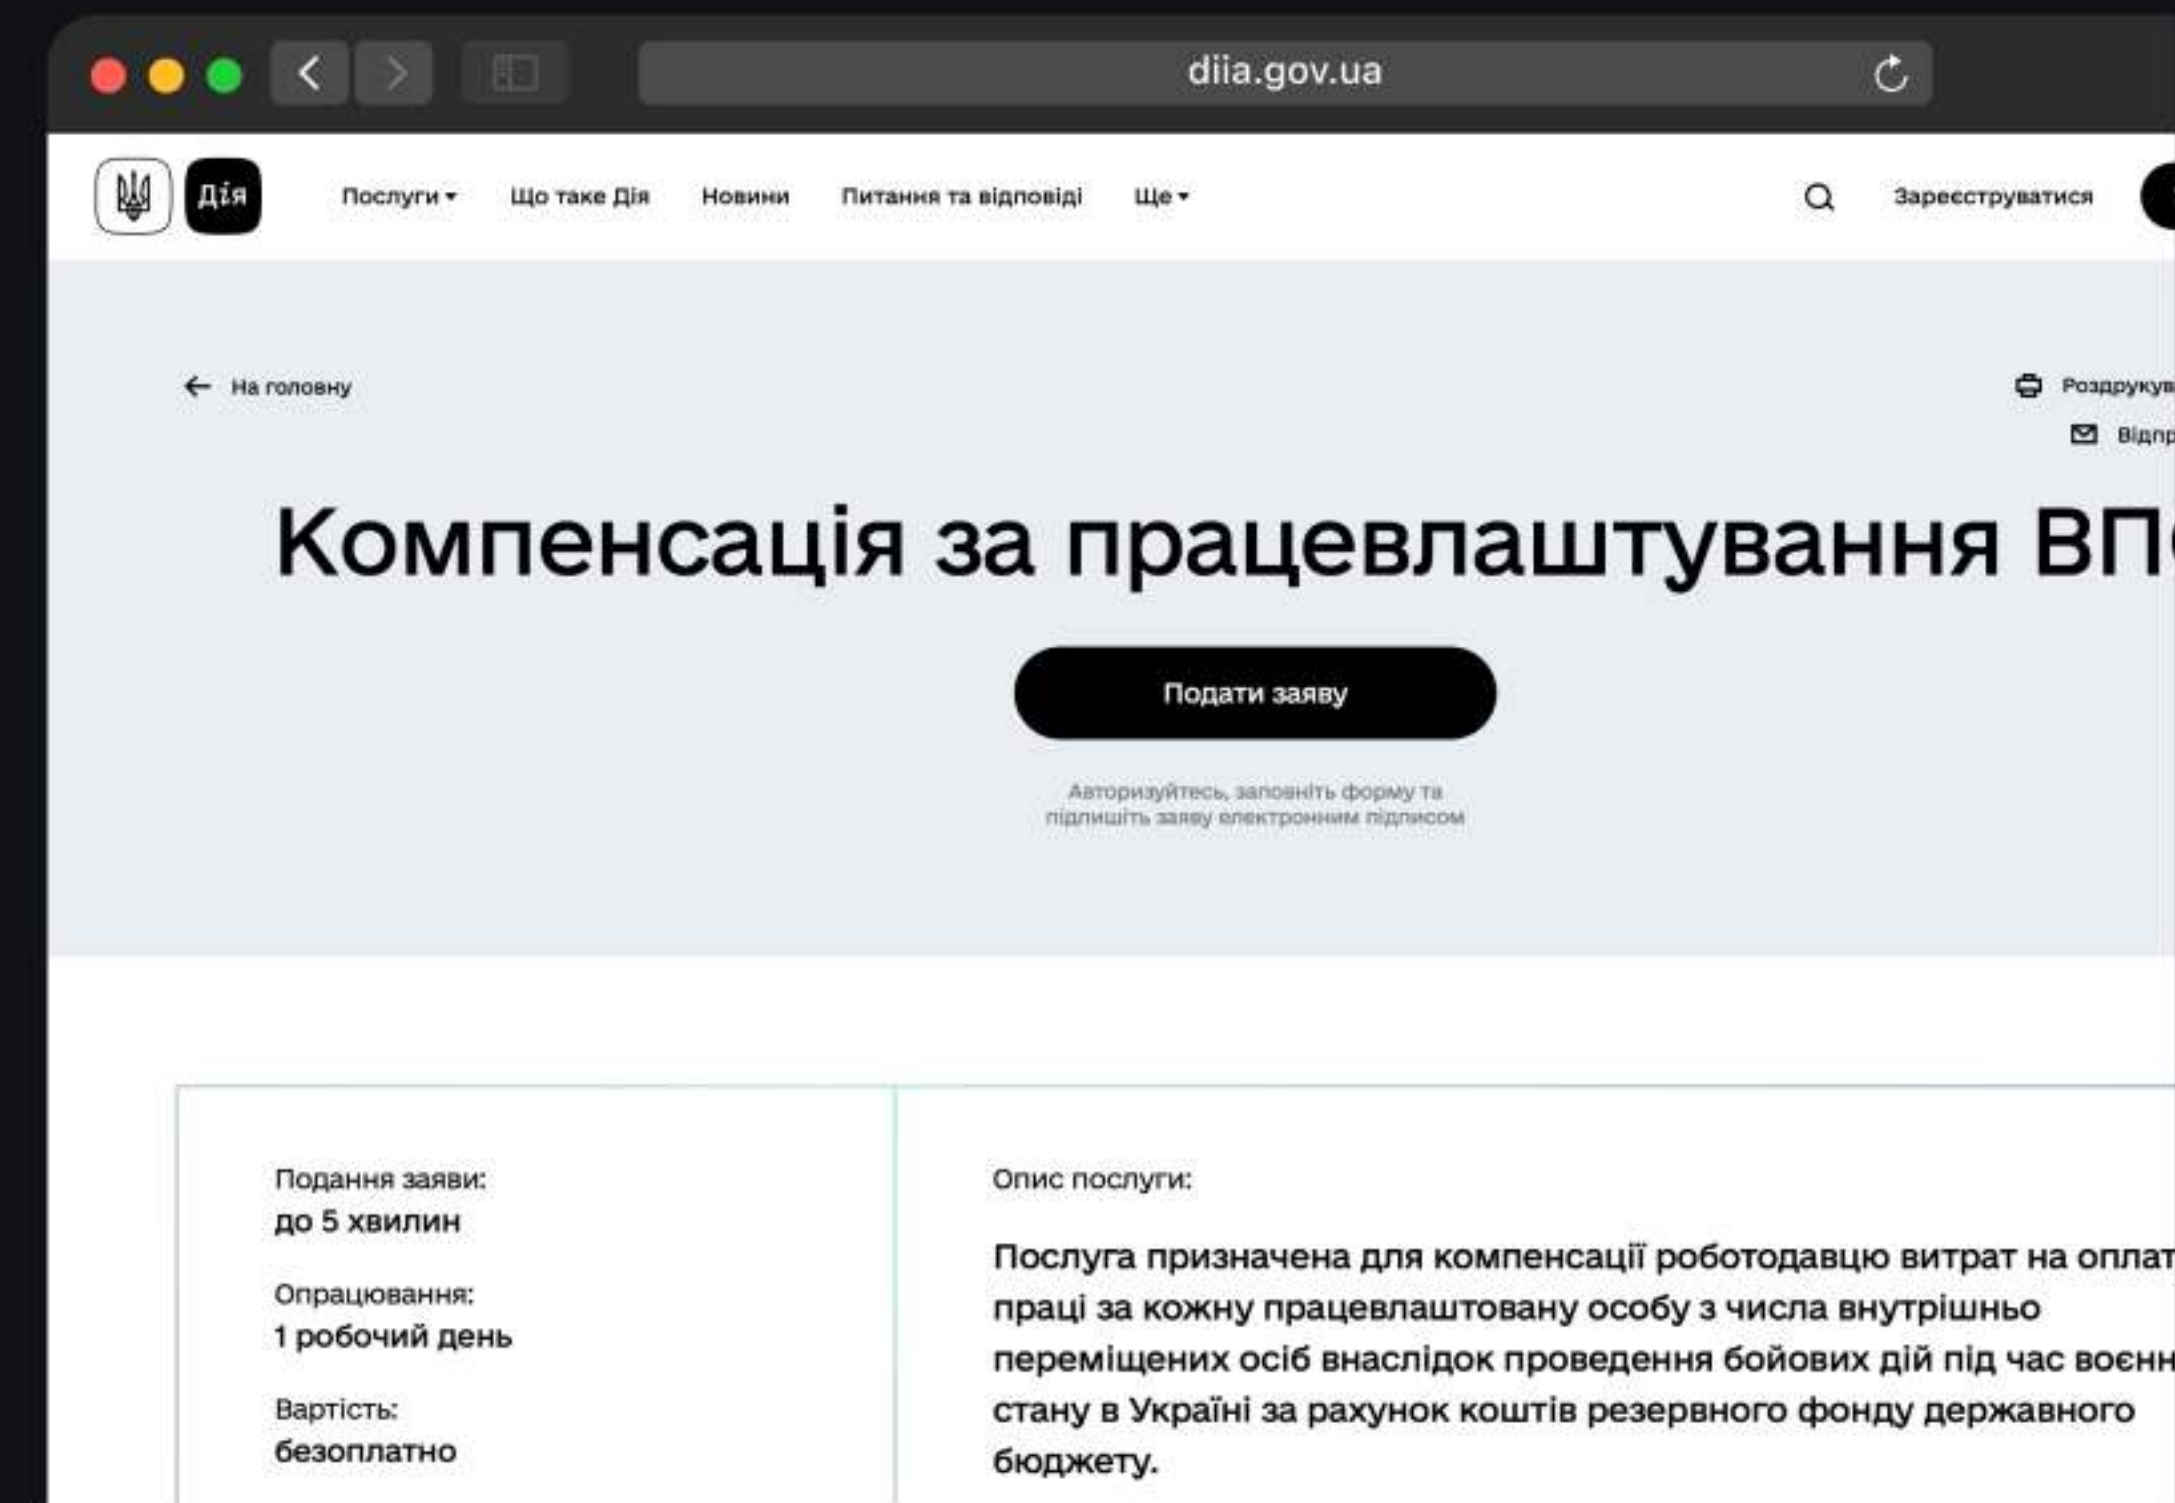 diia.gov.ua
Дія Послуги Що таке Дія Новини Питання та відповіді Ще Зареєструватися
На головну
Компенсація за працевлаштування
Подати заяву
Авторизуйтесь, заповніть форму та
підпишіть заяву електронним підписом
Подання заяви:
до 5 хвилин
Опрацювання:
1 робочий день
Вартість:
безоплатно
Опис послуги:
Послуга призначена для компенсації роботодавцю витрат на
праці за кожну працевлаштовану особу з числа внутрішньо
переміщених осіб внаслідок проведення бойових дій під час
стану в Україні за рахунок коштів резервного фонду державного
бюджету.